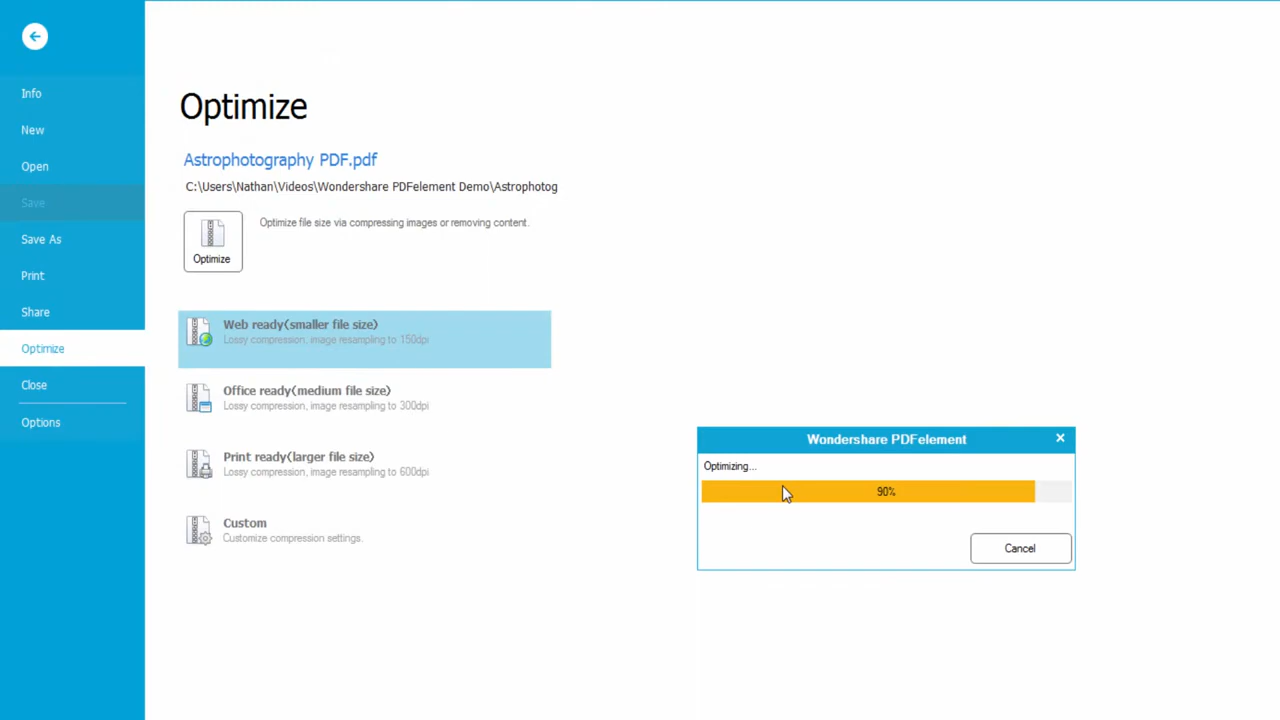 Info
New
Open
Save
Save As
Print
Share
Optimize
Close
Options
Optimize
Astrophotography PDF.pdf
C:\Users\Nathan\Videos\Wondershare PDFelement Demo\Astrophotog
Optimize
Optimize file size via compressing images or removing content.
Web ready(smaller file size)
Lossy compression, image resampling to 150dpi
Office ready(medium file size)
Lossy compression, image resampling to 300dpi
Print ready(larger file size)
Lossy compression, image resampling to 600dpi
Custom
Customize compression settings.
Wondershare PDFelement
Optimizing...
90%
Cancel